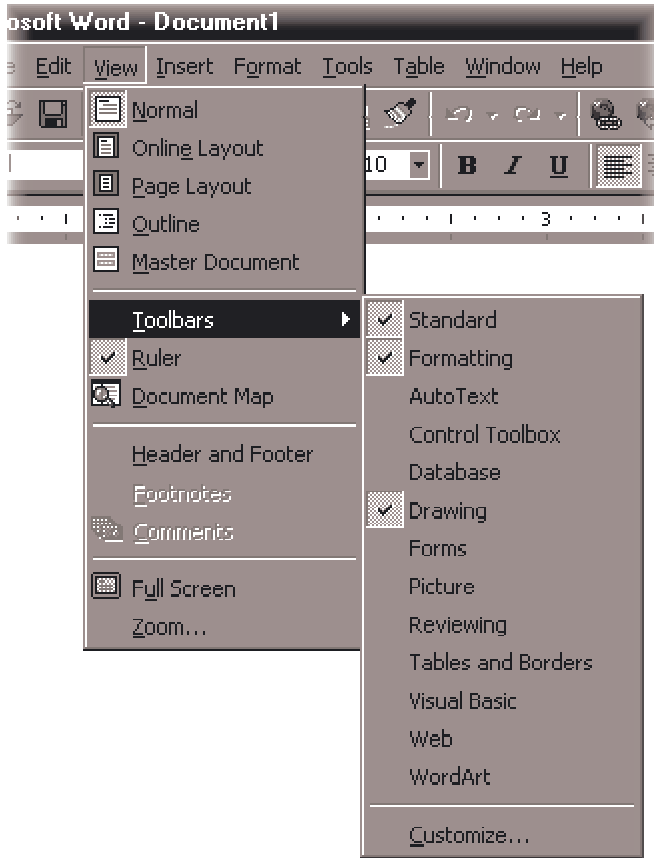 osoft Word - Document1
e Edit View Insert Format Tools Table Window Help
Normal
10 B I U
Online Layout
Page Layout
Outline
3
Master Document
Toolbars
Standard
Ruler
Formatting
Document Map
AutoText
Control Toolbox
Header and Footer
Database
Footnotes
Drawing
Comments
Forms
Full Screen
Picture
Zoom...
Reviewing
Tables and Borders
Visual Basic
Web
WordArt
Customize...